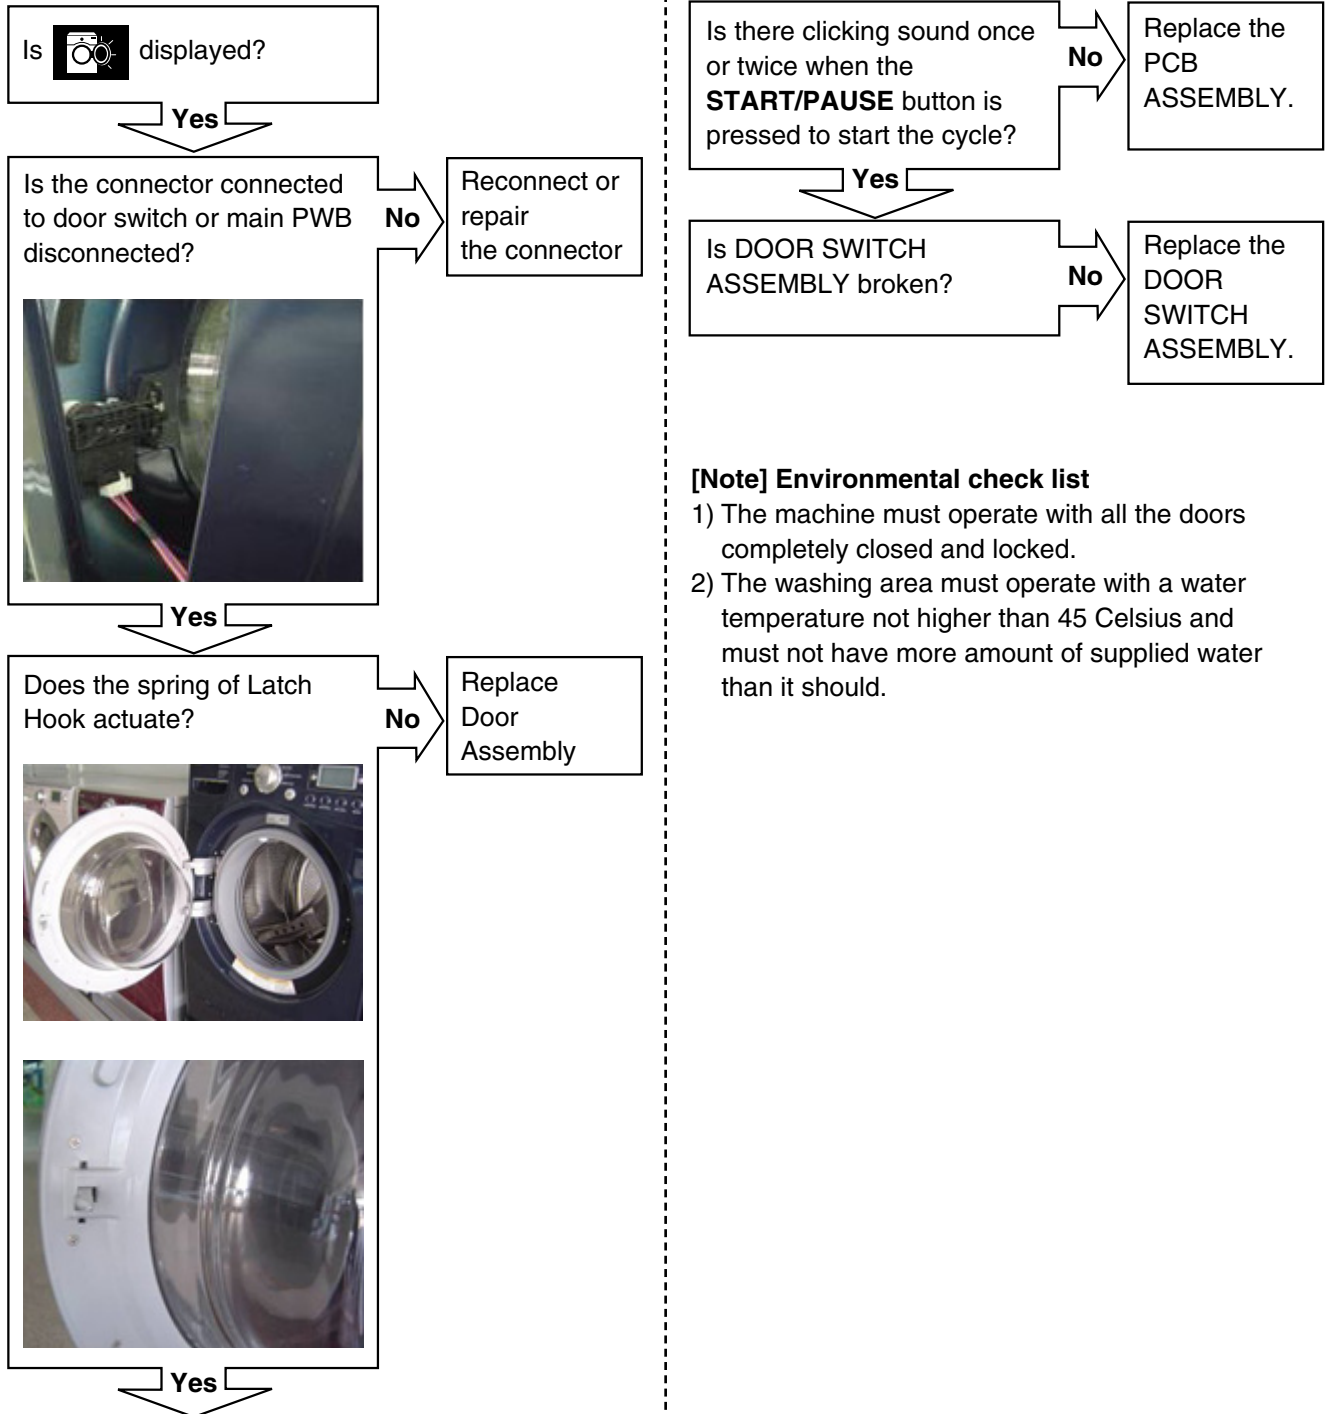 Is displayed?
Yes
Is the connector connected
to door switch or main PWB
disconnected?
No
Reconnect or
repair
the connector
Yes
Does the spring of Latch
Hook actuate?
No
Replace
Door
Assembly
Yes
Is there clicking sound once
or twice when the
START/PAUSE button is
pressed to start the cycle?
No
Replace the
PCB
ASSEMBLY.
Yes
Is DOOR SWITCH
ASSEMBLY broken?
No
Replace the
DOOR
SWITCH
ASSEMBLY.
[Note] Environmental check list
1) The machine must operate with all the doors
completely closed and locked.
2) The washing area must operate with a water
temperature not higher than 45 Celsius and
must not have more amount of supplied water
than it should.